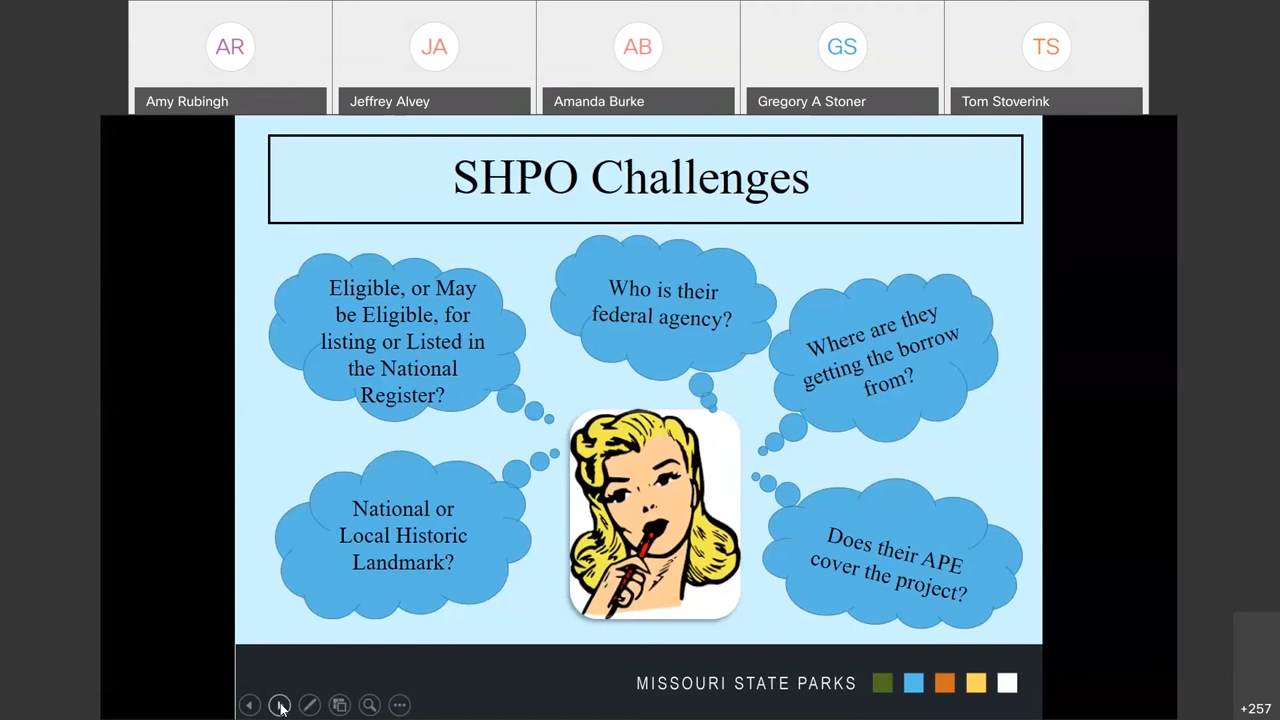 AR
JA
AB
GS
TS
Amy Rubingh
Jeffrey Alvey
Amanda Burke
Gregory A Stoner
Tom Stoverink
SHPO Challenges
Eligible, or May
be Eligible, for
listing or Listed in
the National
Register?
Who is their
federal agency?
Where are they
getting the borrow
from?
National or
Local Historic
Landmark?
Does their APE
cover the project?
MISSOURI STATE PARKS
+257